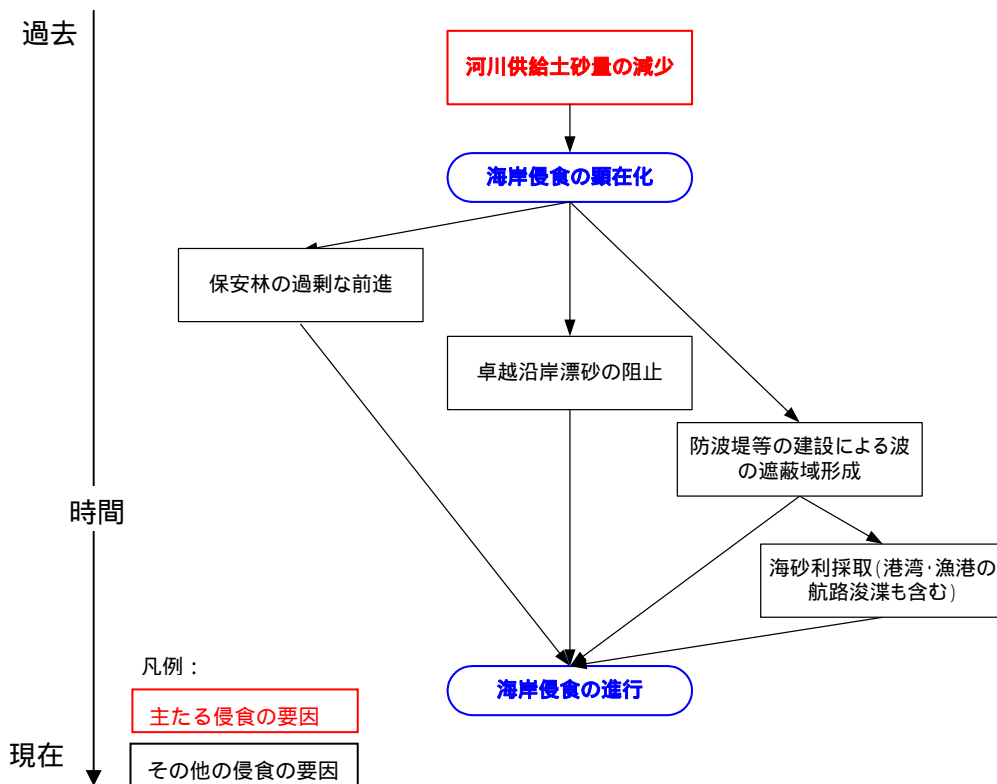 過去
河川供給土砂量の減少
海岸侵食の顕在化
保安林の過剰な前進
卓越沿岸漂砂の阻止
防波堤等の建設による波
の遮蔽域形成
時間
海砂利採取(港湾･漁港の
航路浚渫も含む)
海岸侵食の進行
凡例：
主たる侵食の要因
現在
その他の侵食の要因